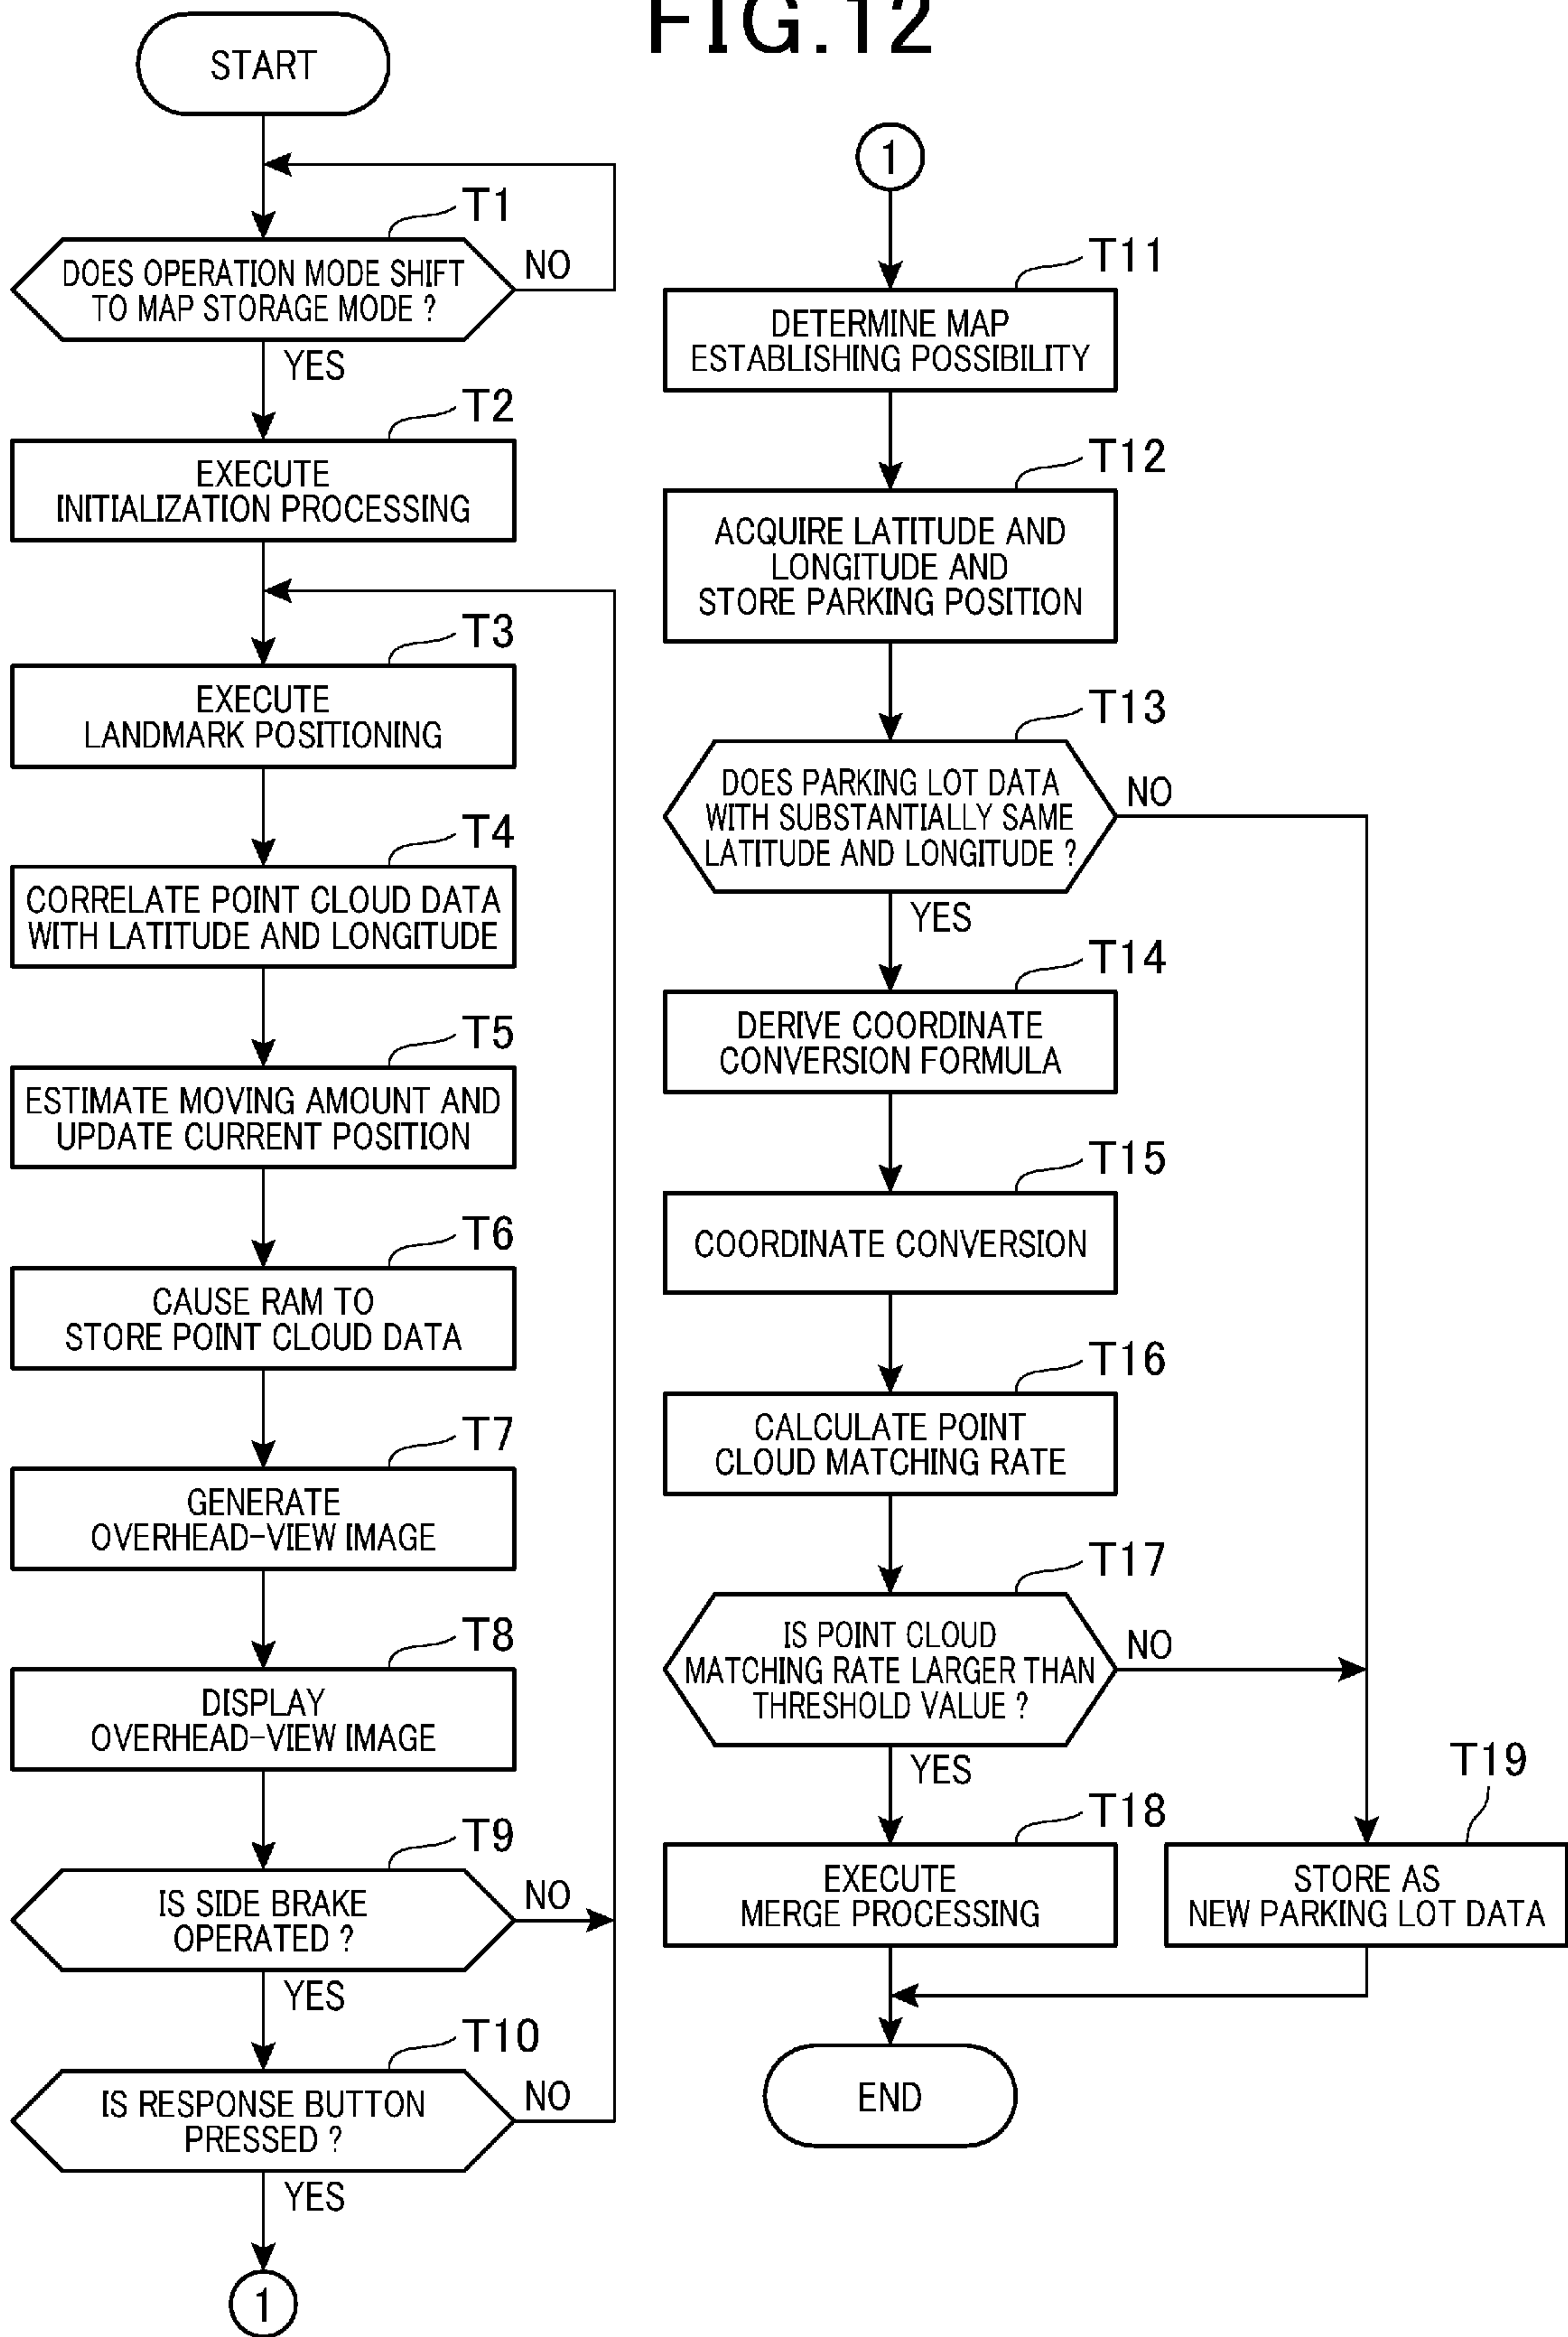 FIG.12
START
T1
DOES OPERATION MODE SHIFT
TO MAP STORAGE MODE ?
NO
YES
T2
EXECUTE
INITIALIZATION PROCESSING
T3
EXECUTE
LANDMARK POSITIONING
T4
CORRELATE POINT CLOUD DATA
WITH LATITUDE AND LONGITUDE
T5
ESTIMATE MOVING AMOUNT AND
UPDATE CURRENT POSITION
T6
CAUSE RAM TO
STORE POINT CLOUD DATA
T7
GENERATE
OVERHEAD-VIEW IMAGE
T8
DISPLAY
OVERHEAD-VIEW IMAGE
T9
IS SIDE BRAKE
OPERATED ?
NO
YES
T10
IS RESPONSE BUTTON
PRESSED ?
NO
YES
1
1
T11
DETERMINE MAP
ESTABLISHING POSSIBILITY
T12
ACQUIRE LATITUDE AND
LONGITUDE AND
STORE PARKING POSITION
T13
DOES PARKING LOT DATA
WITH SUBSTANTIALLY SAME
LATITUDE AND LONGITUDE ?
NO
YES
T14
DERIVE COORDINATE
CONVERSION FORMULA
T15
COORDINATE CONVERSION
T16
CALCULATE POINT
CLOUD MATCHING RATE
T17
IS POINT CLOUD
MATCHING RATE LARGER THAN
THRESHOLD VALUE ?
NO
YES
T18
EXECUTE
MERGE PROCESSING
T19
STORE AS
NEW PARKING LOT DATA
END